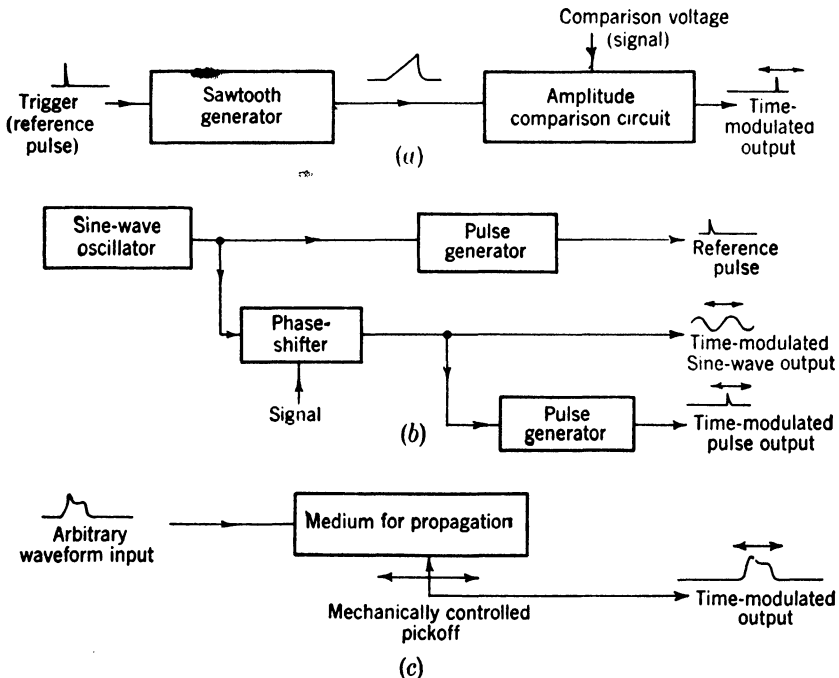 Comparison voltage
(signal)
Trigger
(reference
pulse)
Sawtooth
generator
Amplitude
comparison circuit
Time-
modulated
output
(a)
Sine-wave
oscillator
Pulse
generator
Reference
pulse
Phase-
shifter
Time-modulated
Sine-wave output
Signal
(b)
Pulse
generator
Time-modulated
pulse output
Arbitrary
waveform input
Medium for propagation
Mechanically controlled
pickoff
Time-modulated
output
(c)